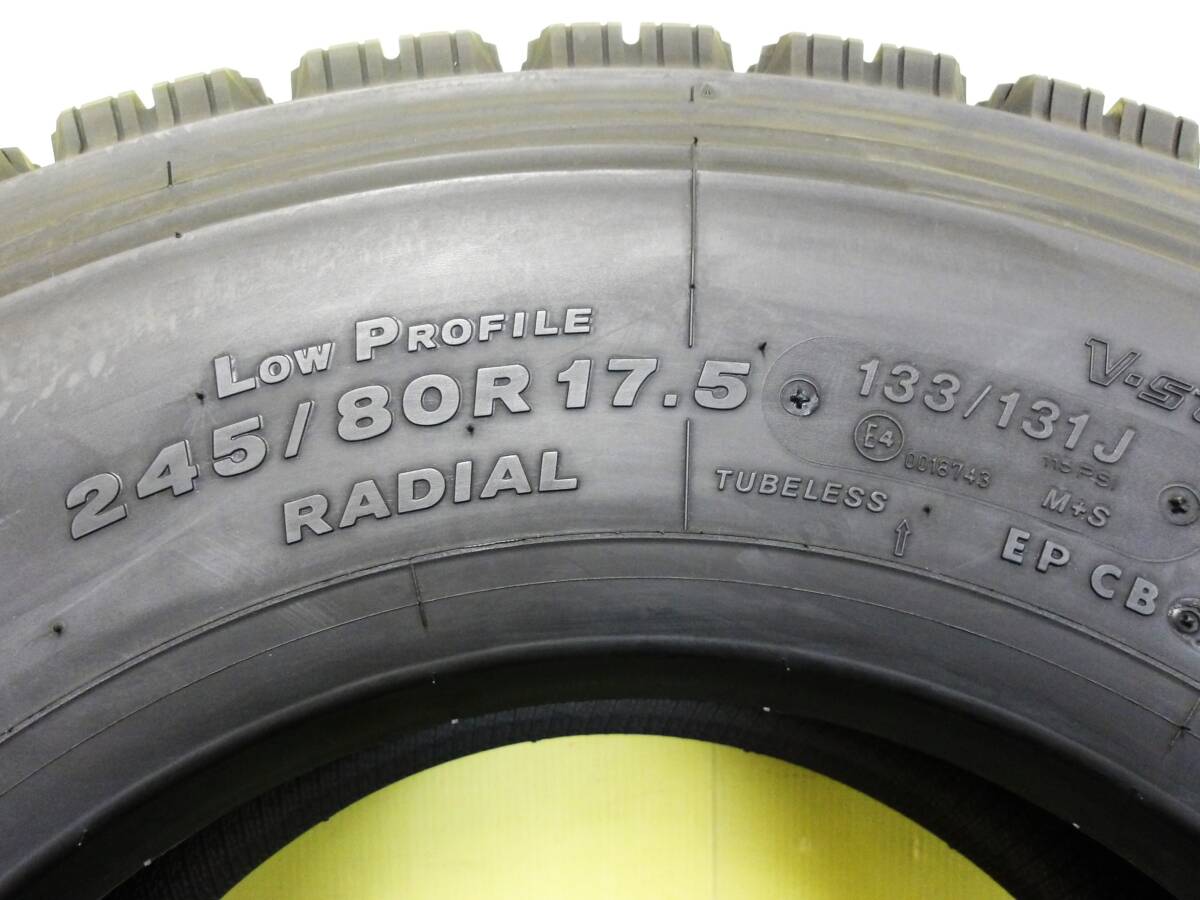 LOW PROFILE
245/80R17.5
RADIAL
133/131J
E4
0018743
115 PSI
TUBELESS
M+S
EP CB